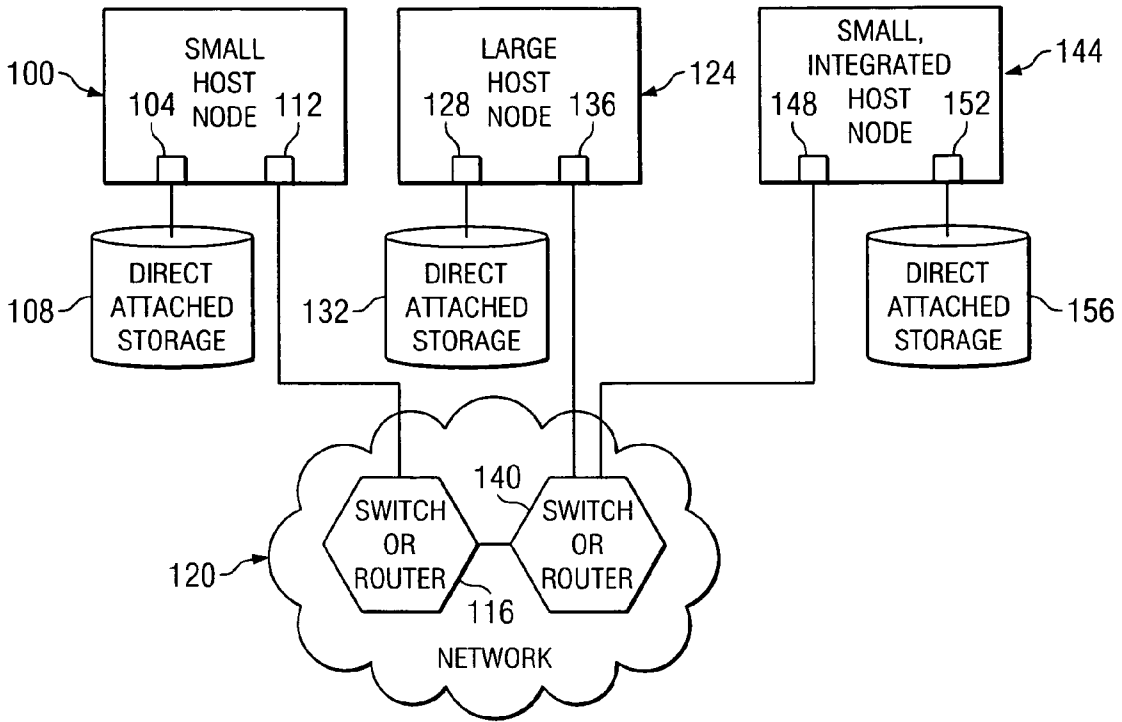 SMALL
HOST
NODE
100
104
112
LARGE
HOST
NODE
124
128
136
SMALL,
INTEGRATED
HOST
NODE
144
148
152
DIRECT
ATTACHED
STORAGE
108
DIRECT
ATTACHED
STORAGE
132
DIRECT
ATTACHED
STORAGE
156
SWITCH
OR
ROUTER
116
140
SWITCH
OR
ROUTER
120
NETWORK